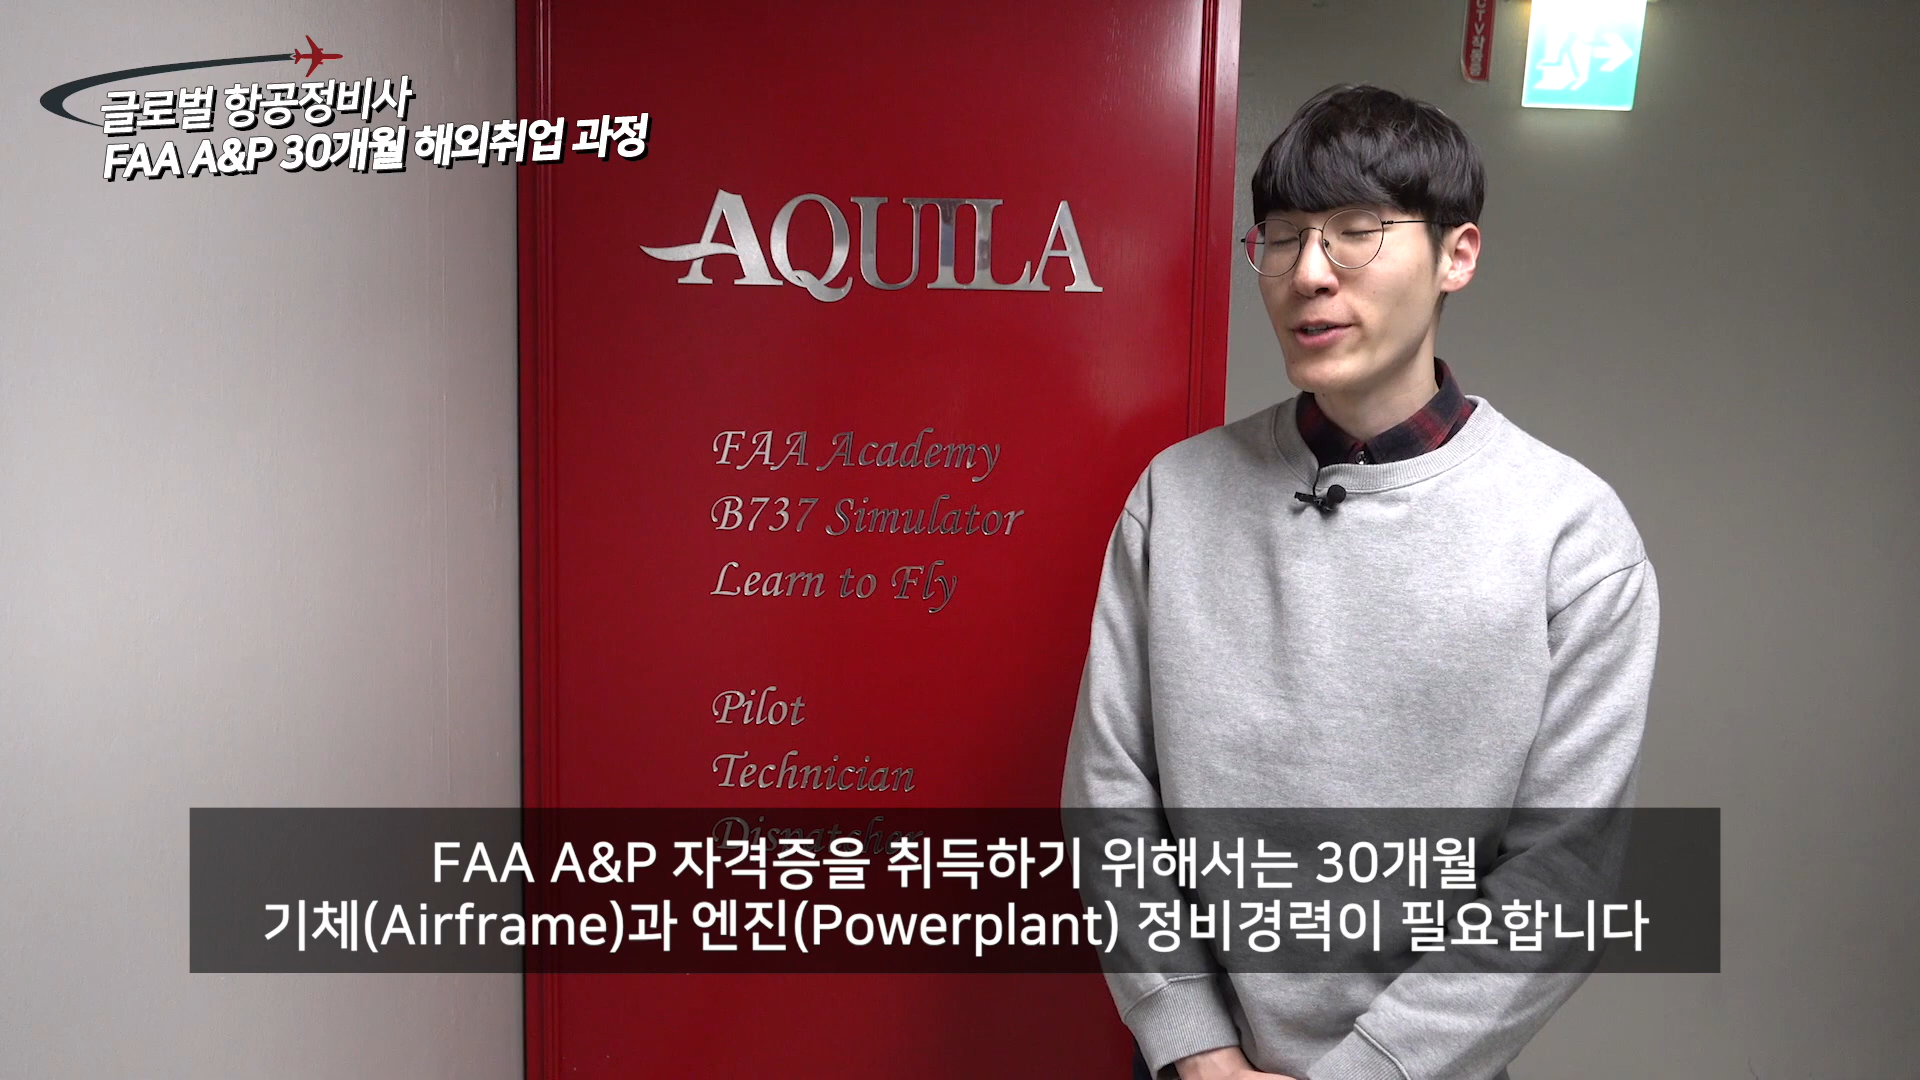 글로벌 항공정비사
FAA A&P 30개월 해외취업 과정
AQUILA
FAA Academy
B737 Simulator
Learn to Fly
Pilot
Technician
Dispatcher
FAA A&P 자격증을 취득하기 위해서는 30개월
기체(Airframe)과 엔진(Powerplant) 정비경력이 필요합니다